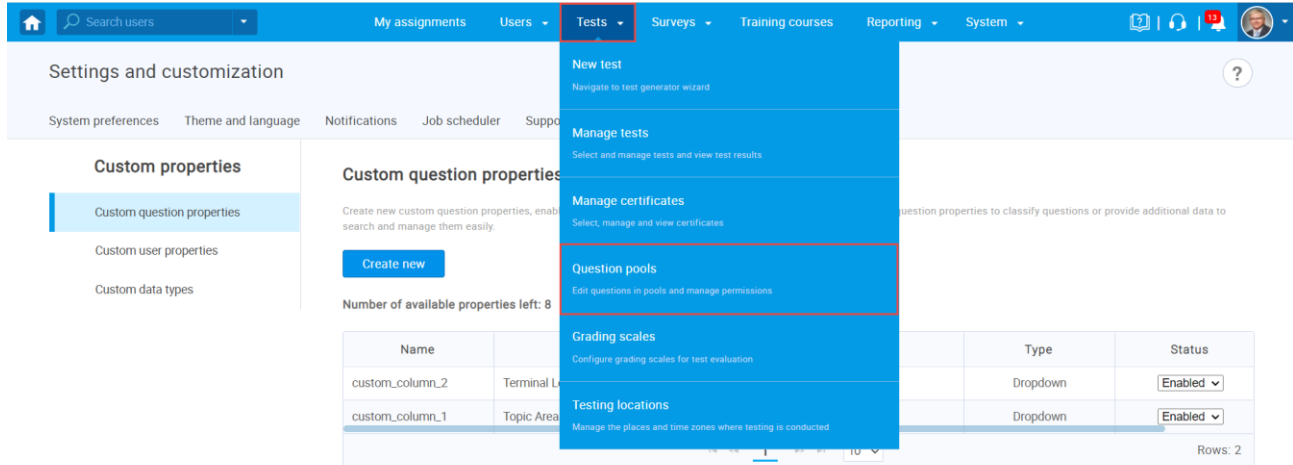 Search users
My assignments Users Tests Surveys Training courses Reporting System 13
Settings and customization ?
System preferences Theme and language Notifications Job scheduler Suppo
New test
Navigate to test generator wizard
Manage tests
Select and manage tests and view test results
Manage certificates
Select, manage and view certificates
Question pools
Edit questions in pools and manage permissions
Grading scales
Configure grading scales for test evaluation
Testing locations
Manage the places and time zones where testing is conducted
Custom properties
Custom question properties
Custom user properties
Custom data types
Custom question properties
Create new custom question properties, enabl question properties to classify questions or provide additional data to
search and manage them easily.
Create new
Number of available properties left: 8
Name Type Status
custom_column_2 Terminal L Dropdown Enabled
custom_column_1 Topic Area Dropdown Enabled
1 10 Rows: 2